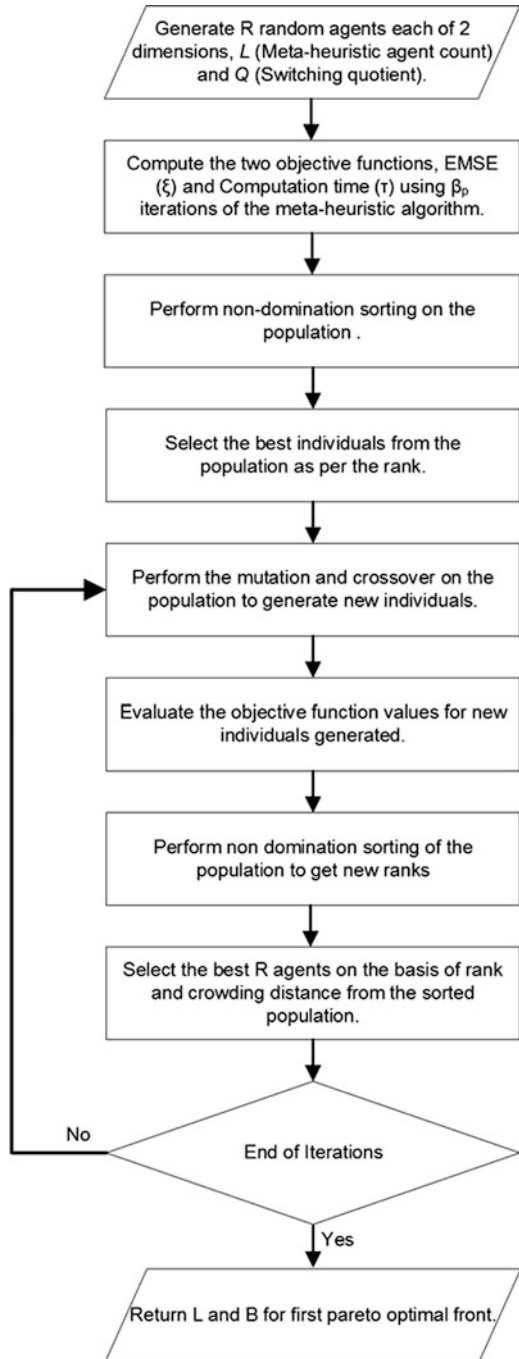 Generate R random agents each of 2
dimensions, L (Meta-heuristic agent count)
and Q (Switching quotient).
Compute the two objective functions, EMSE
(ξ) and Computation time (τ) using βp
iterations of the meta-heuristic algorithm.
Perform non-domination sorting on the
population .
Select the best individuals from the
population as per the rank.
Perform the mutation and crossover on the
population to generate new individuals.
Evaluate the objective function values for new
individuals generated.
Perform non domination sorting of the
population to get new ranks
Select the best R agents on the basis of rank
and crowding distance from the sorted
population.
No
End of Iterations
Yes
Return L and B for first pareto optimal front.